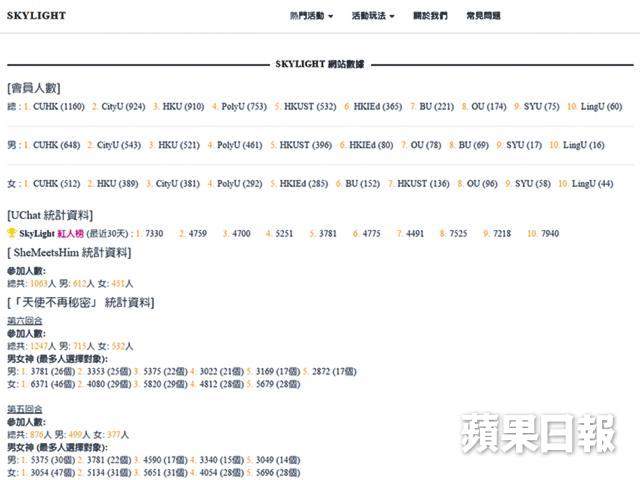 SKYLIGHT 熱門活動 活動玩法 關於我們 常見問題
SKYLIGHT 網站數據
[會員人數]
總 : 1. CUHK (1160) 2. CityU (924) 3. HKU (910) 4. PolyU (753) 5. HKUST (532) 6. HKIEd (365) 7. BU (221) 8. OU (174) 9. SYU (75) 10. LingU (60)
男 : 1. CUHK (648) 2. CityU (543) 3. HKU (521) 4. PolyU (461) 5. HKUST (396) 6. HKIEd (80) 7. OU (78) 8. BU (69) 9. SYU (17) 10. LingU (16)
女 : 1. CUHK (512) 2. HKU (389) 3. CityU (381) 4. PolyU (292) 5. HKIEd (285) 6. BU (152) 7. HKUST (136) 8. OU (96) 9. SYU (58) 10. LingU (44)
[UChat 統計資料]
SkyLight 紅人榜 (最近30天) : 1. 7330 2. 4759 3. 4700 4. 5251 5. 3781 6. 4775 7. 4491 8. 7525 9. 7218 10. 7940
[ SheMeetsHim 統計資料]
參加人數:
總共: 1063人 男: 612人 女: 451人
[「天使不再秘密」 統計資料]
第六回合
參加人數:
總共: 1247人 男: 715人 女: 532人
男女神 (最多人選擇對象):
男: 1. 3781 (26個) 2. 3353 (25個) 3. 5375 (22個) 4. 3022 (21個) 5. 3169 (17個) 5. 2872 (17個)
女: 1. 6371 (46個) 2. 4080 (29個) 3. 5820 (29個) 4. 4812 (28個) 5. 5679 (28個)
第五回合
參加人數:
總共: 876人 男: 499人 女: 377人
男女神 (最多人選擇對象):
男: 1. 5375 (30個) 2. 3781 (22個) 3. 4590 (17個) 4. 3340 (15個) 5. 3049 (14個)
女: 1. 3054 (47個) 2. 5134 (31個) 3. 5651 (31個) 4. 4054 (28個) 5. 5696 (28個)
蘋果日報